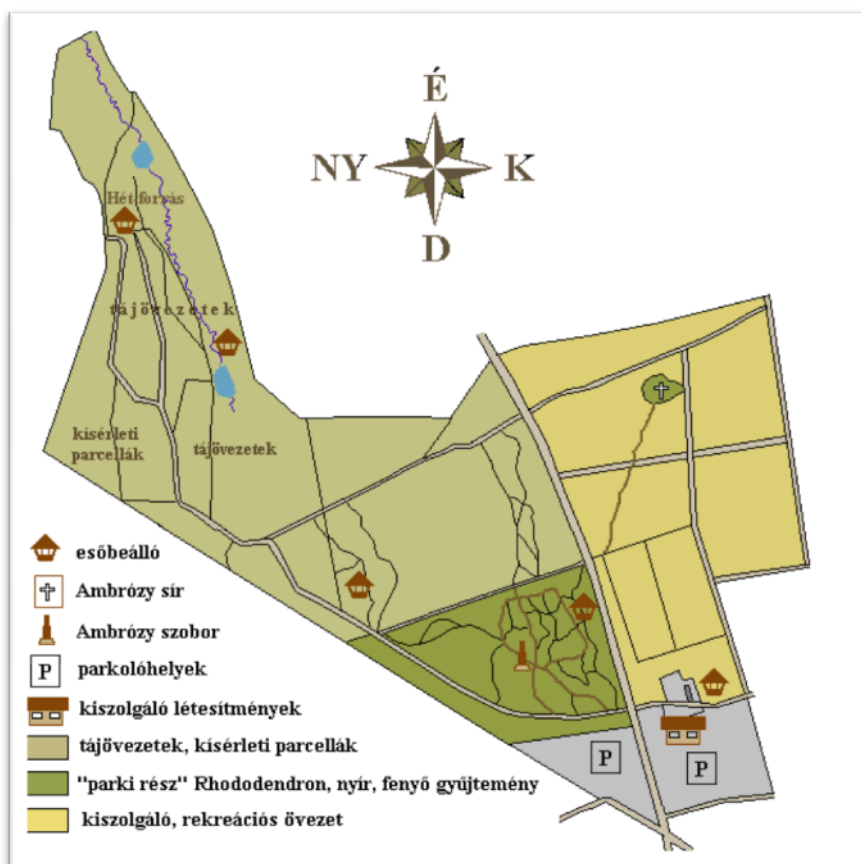 É
NY
K
D
Hét forrás
tájövezetek
kísérleti
parcellák
tájövezetek
esőbeálló
Ambrózy sír
Ambrózy szobor
P parkolóhelyek
kiszolgáló létesítmények
tájövezetek, kísérleti parcellák
"parki rész" Rhododendron, nyír, fenyő gyűjtemény
kiszolgáló, rekreációs övezet
P
P